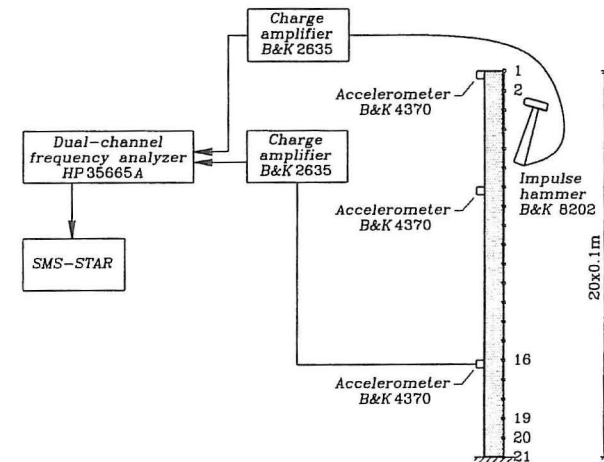 Charge
amplifier
B&K 2635
1
2
Accelerometer
B&K 4370
Dual-channel
frequency analyzer
HP 35665A
Charge
amplifier
B&K 2635
Impulse
hammer
B&K 8202
Accelerometer
B&K 4370
SMS-STAR
20x0.1m
16
Accelerometer
B&K 4370
19
20
21